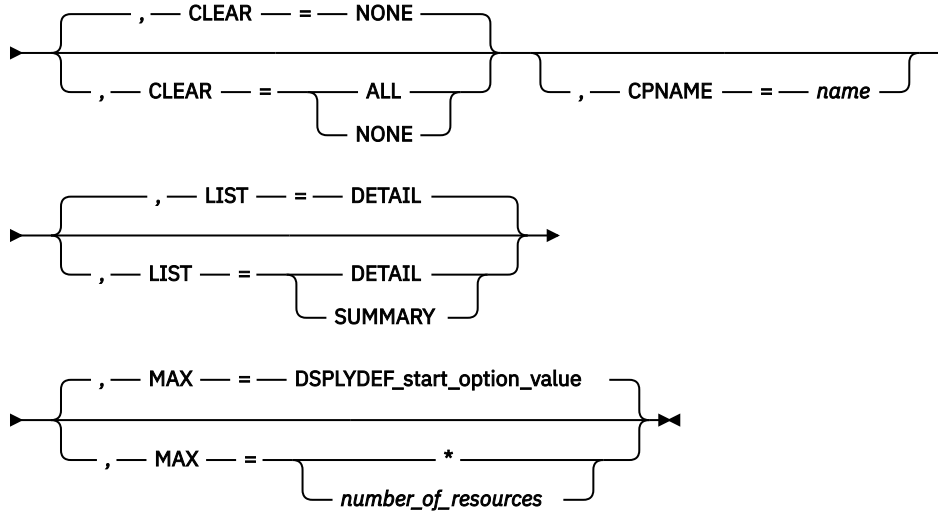 , CLEAR = NONE
, CLEAR = ALL
NONE
, CPNAME = name
, LIST = DETAIL
, LIST = DETAIL
SUMMARY
, MAX = DSPLYDEF_start_option_value
, MAX = *
number_of_resources